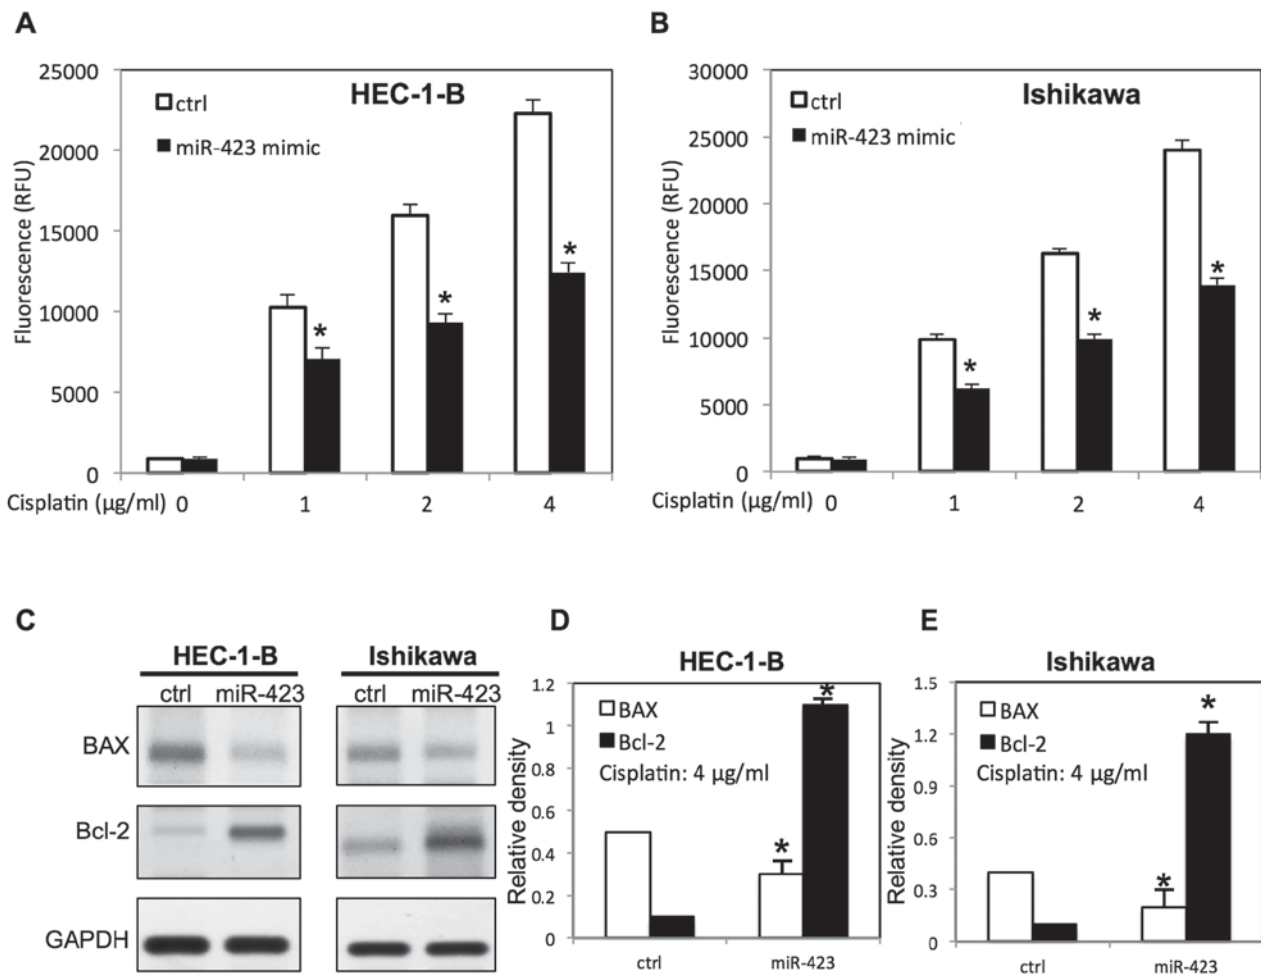 A
HEC-1-B
ctrl
miR-423 mimic
Fluorescence (RFU)
25000
20000
15000
10000
5000
0
* * *
Cisplatin (µg/ml) 0 1 2 4
B
Ishikawa
ctrl
miR-423 mimic
Fluorescence (RFU)
30000
25000
20000
15000
10000
5000
0
* * *
Cisplatin (µg/ml) 0 1 2 4
C
HEC-1-B Ishikawa
ctrl miR-423 ctrl miR-423
BAX
Bcl-2
GAPDH
D
HEC-1-B
BAX
Bcl-2
Cisplatin: 4 µg/ml
Relative density
1.2
1
0.8
0.6
0.4
0.2
0
* *
ctrl miR-423
E
Ishikawa
BAX
Bcl-2
Cisplatin: 4 µg/ml
Relative density
1.5
1.2
0.9
0.6
0.3
0
* *
ctrl miR-423